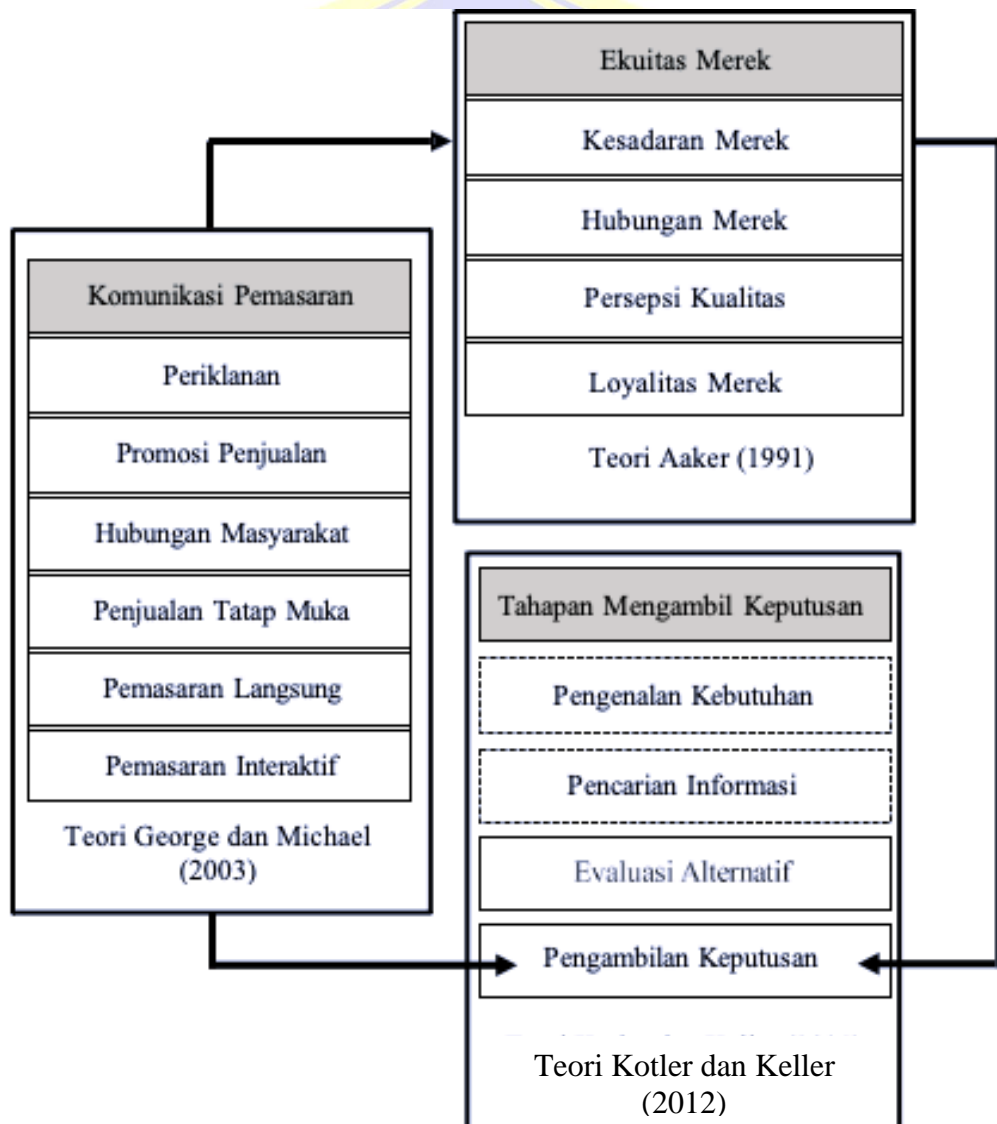 Ekuitas Merek
Kesadaran Merek
Hubungan Merek
Persepsi Kualitas
Loyalitas Merek
Teori Aaker (1991)
Komunikasi Pemasaran
Periklanan
Promosi Penjualan
Hubungan Masyarakat
Penjualan Tatap Muka
Pemasaran Langsung
Pemasaran Interaktif
Teori George dan Michael
(2003)
Tahapan Mengambil Keputusan
Pengenalan Kebutuhan
Pencarian Informasi
Evaluasi Alternatif
Pengambilan Keputusan
Teori Kotler dan Keller
(2012)